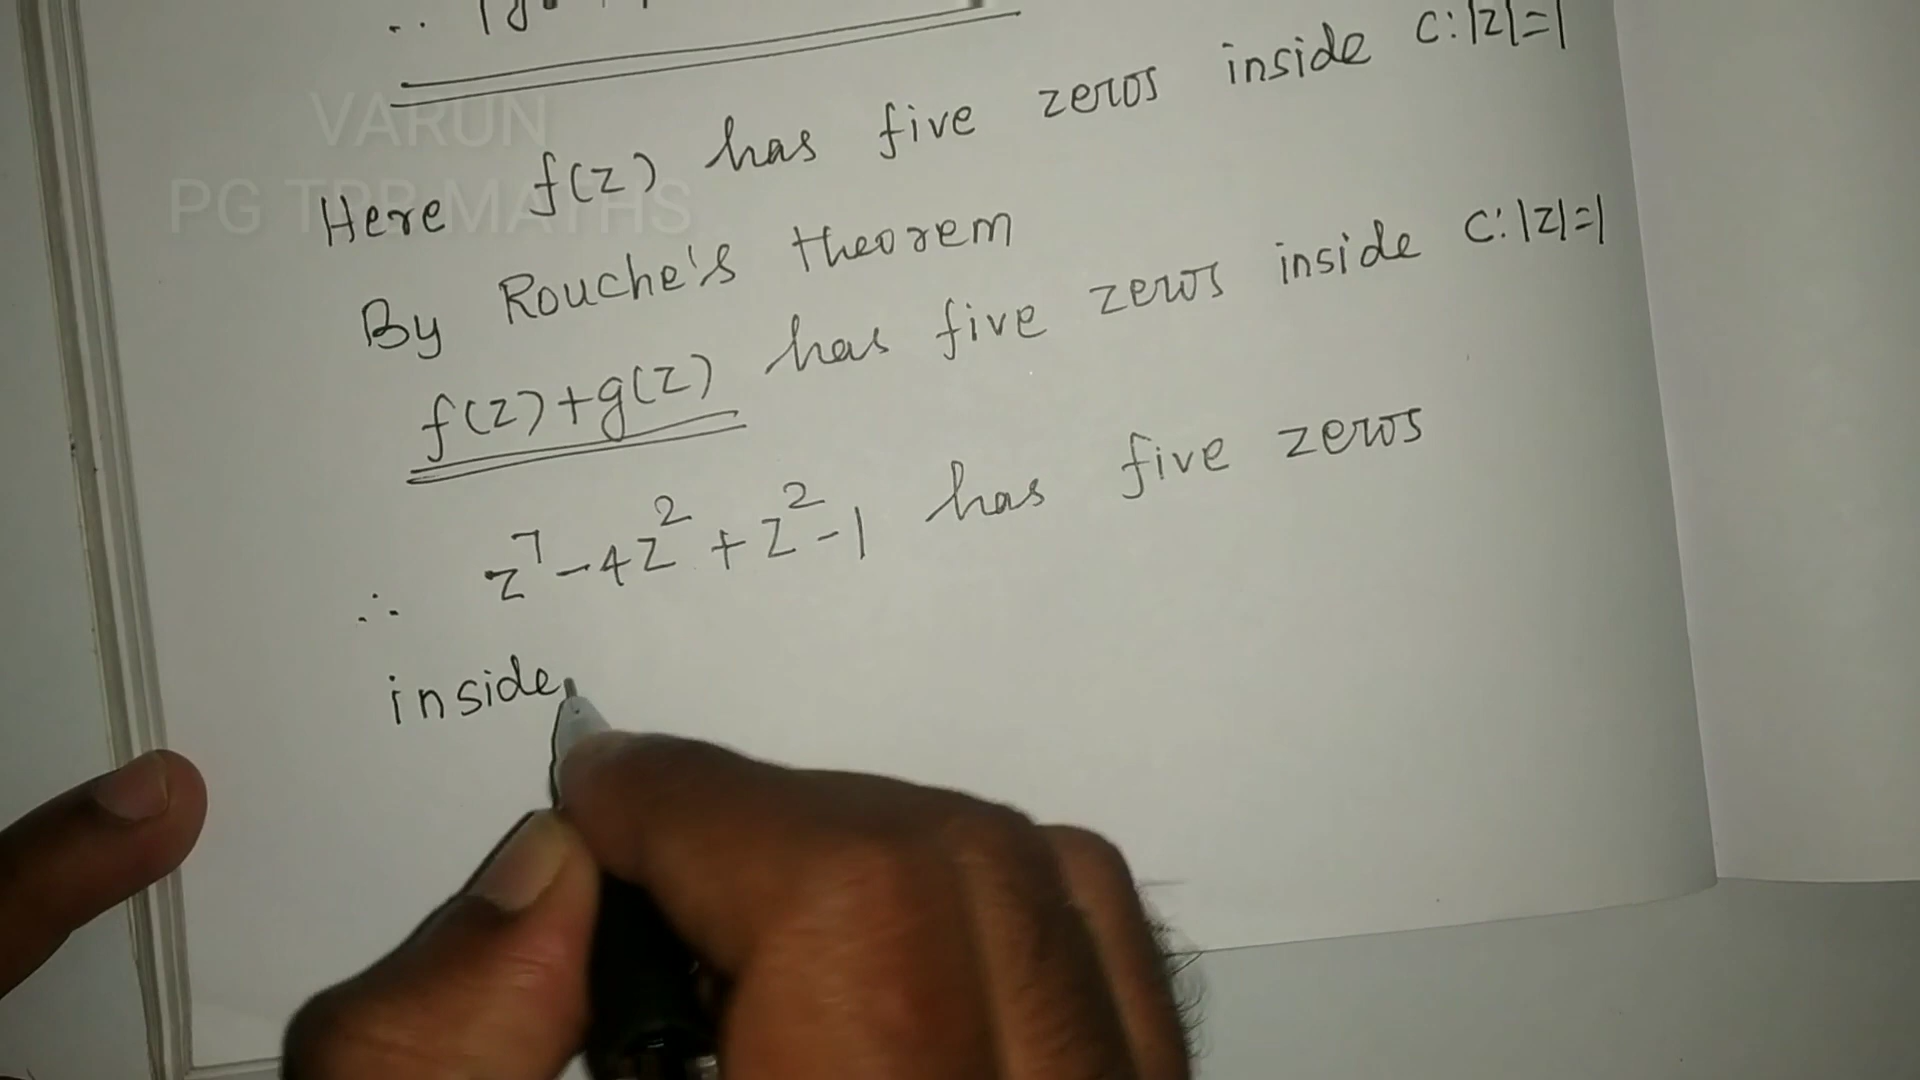 Here f(z) has five zeros inside C:|z|=1
By Rouche's theorem
f(z)+g(z) has five zeros inside C:|z|=1
∴ z⁷-4z²+z²-1 has five zeros
inside
VARUN
PG TRB MATHS